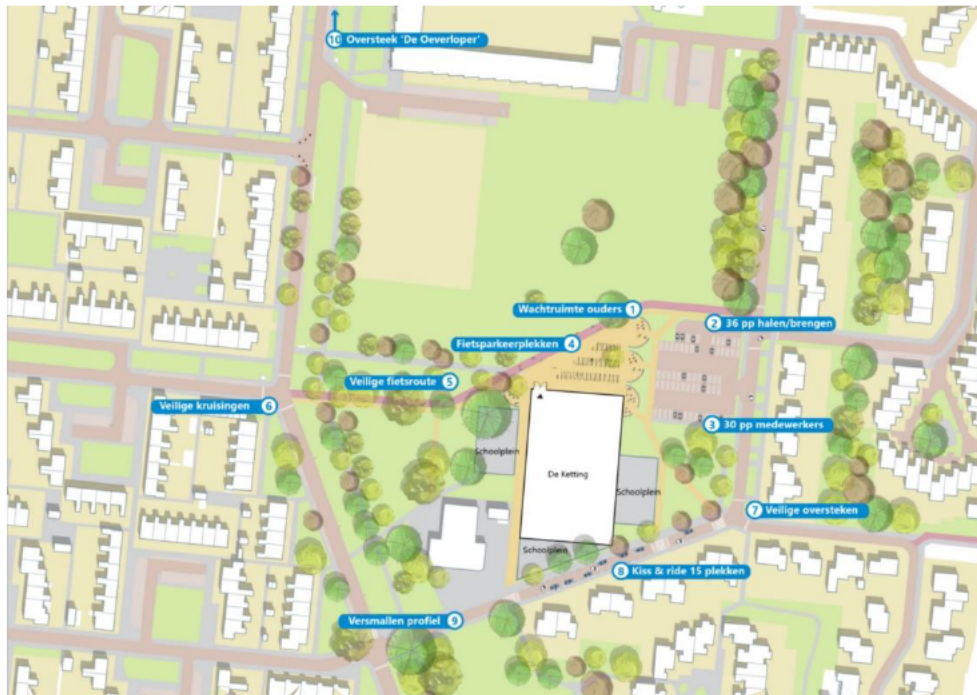 10 Oversteek 'De Oeverloper'
Wachtruimte ouders 1
2 36 pp halen/brengen
Fietsparkeerplekken 4
Veilige fietsroute 5
Veilige kruisingen 6
3 30 pp medewerkers
Schoolplein
De Ketting
Schoolplein
7 Veilige oversteken
Schoolplein
8 Kiss & ride 15 plekken
Versmallen profiel 9